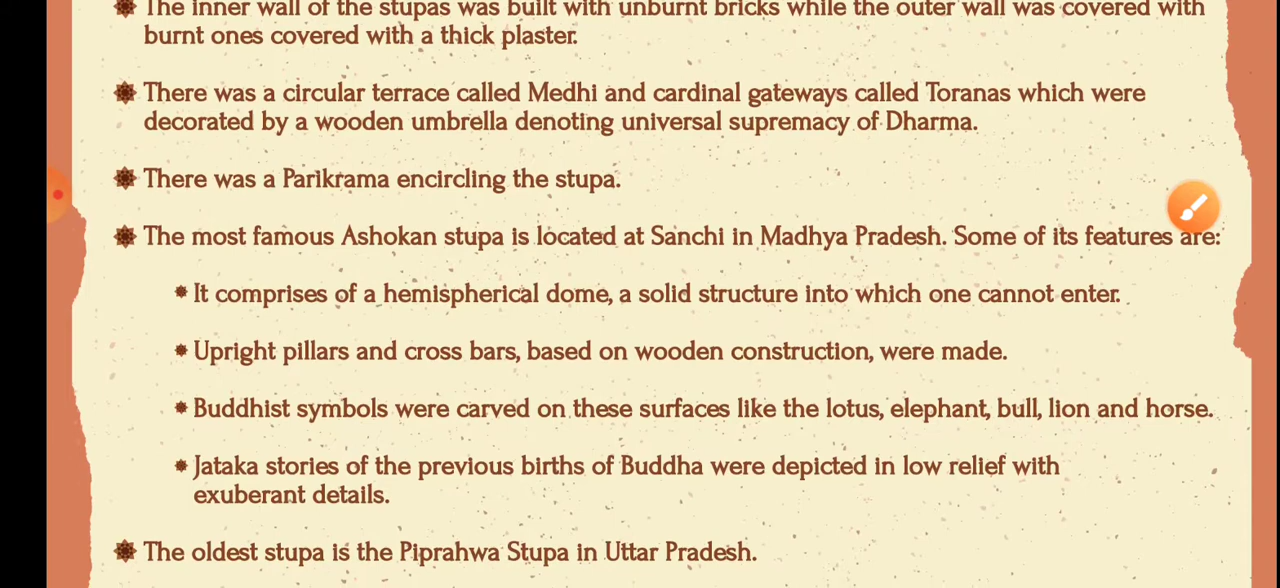 The inner wall of the stupas was built with unburnt bricks while the outer wall was covered with
burnt ones covered with a thick plaster.
There was a circular terrace called Medhi and cardinal gateways called Toranas which were
decorated by a wooden umbrella denoting universal supremacy of Dharma.
There was a Parikrama encircling the stupa.
The most famous Ashokan stupa is located at Sanchi in Madhya Pradesh. Some of its features are:
It comprises of a hemispherical dome, a solid structure into which one cannot enter.
Upright pillars and cross bars, based on wooden construction, were made.
Buddhist symbols were carved on these surfaces like the lotus, elephant, bull, lion and horse.
Jataka stories of the previous births of Buddha were depicted in low relief with
exuberant details.
The oldest stupa is the Piprahwa Stupa in Uttar Pradesh.